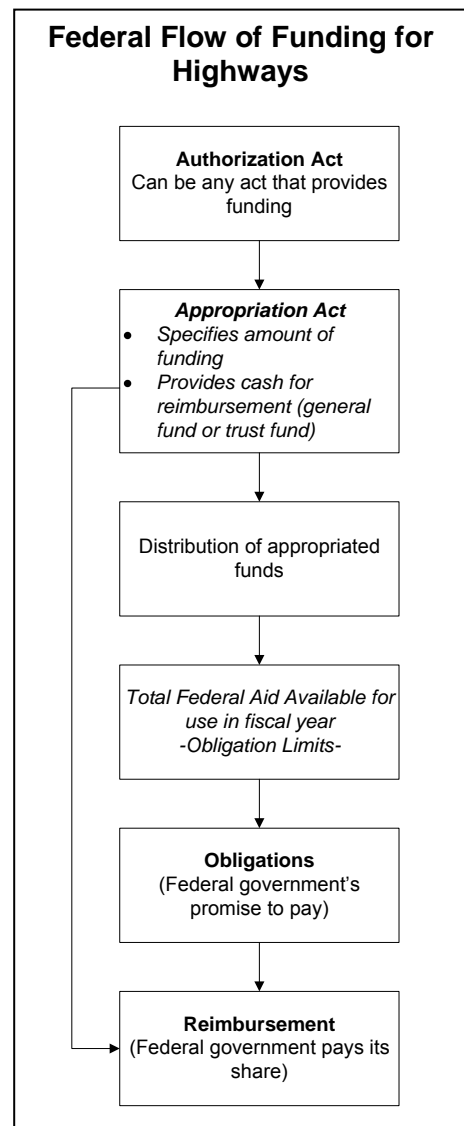 Federal Flow of Funding for
Highways
Authorization Act
Can be any act that provides
funding
Appropriation Act
• Specifies amount of
funding
• Provides cash for
reimbursement (general
fund or trust fund)
Distribution of appropriated
funds
Total Federal Aid Available for
use in fiscal year
-Obligation Limits-
Obligations
(Federal government’s
promise to pay)
Reimbursement
(Federal government pays its
share)